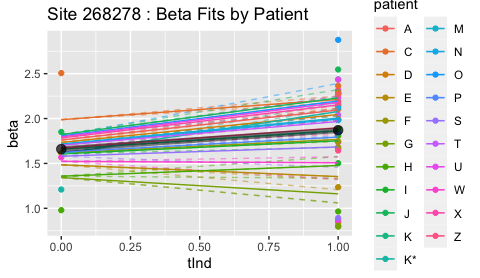 Site 268278 : Beta Fits by Patient
patient
A M
C N
D O
E P
F S
G T
H U
I W
J X
K Z
K*
2.5
2.0
1.5
1.0
beta
0.00 0.25 0.50 0.75 1.00
tInd